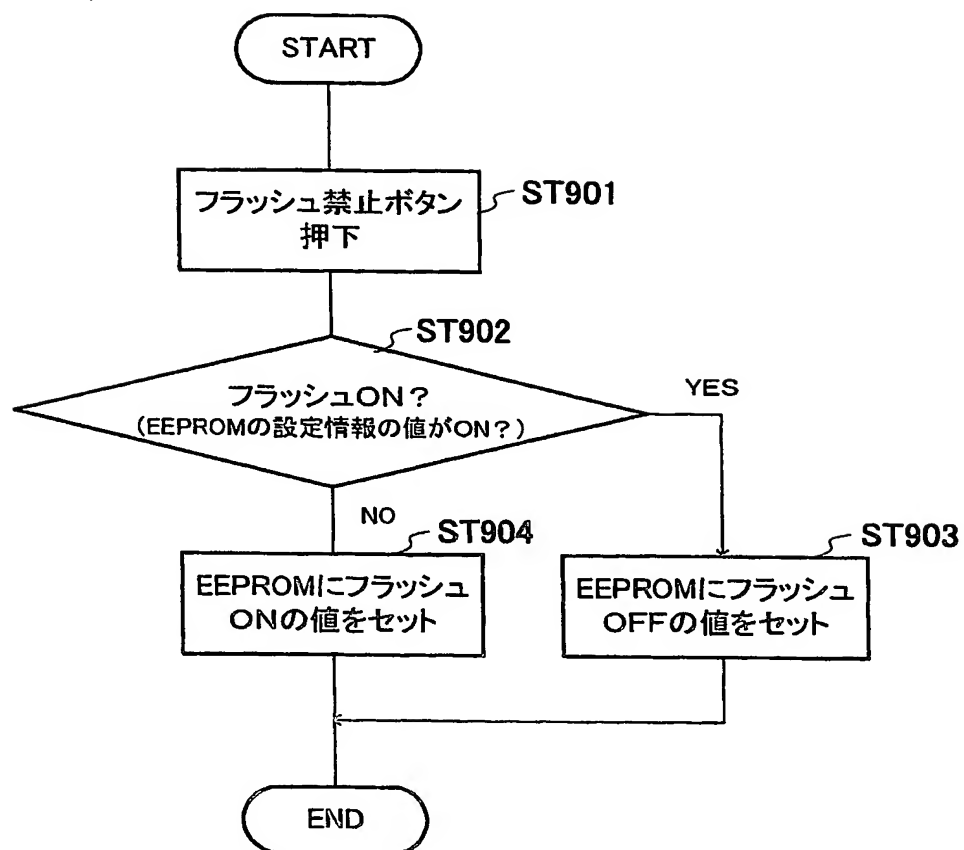 START
フラッシュ禁止ボタン
押下
ST901
ST902
フラッシュON？
(EEPROMの設定情報の値がON？)
YES
NO
ST904
EEPROMにフラッシュ
ONの値をセット
ST903
EEPROMにフラッシュ
OFFの値をセット
END